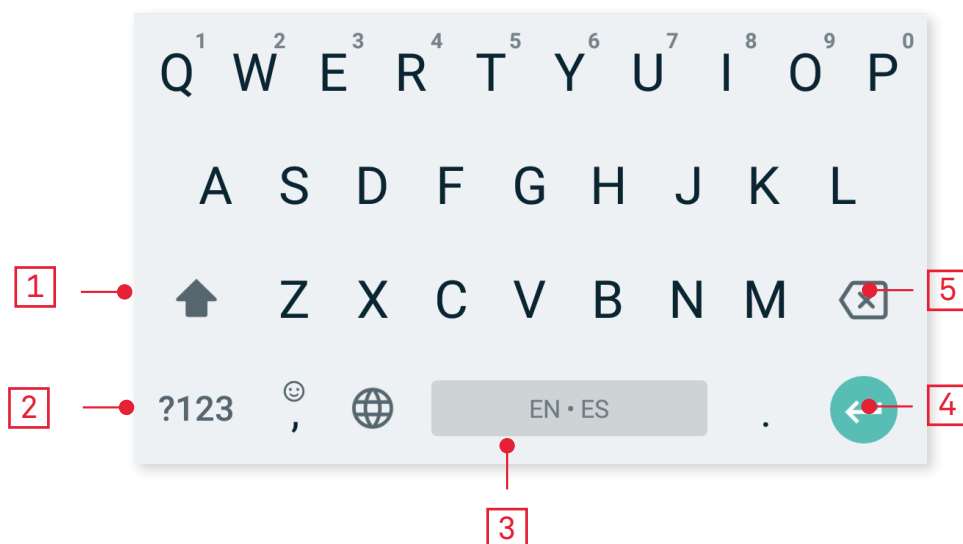 1 2 3 4 5 6 7 8 9 0
Q W E R T Y U I O P
A S D F G H J K L
1 Z X C V B N M 5
2 ?123 , EN • ES . 4
3